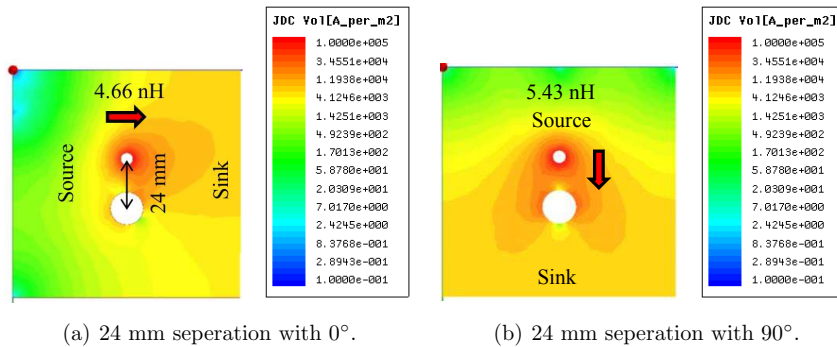 JDC Vol[A_per_m2]
1.0000e+005
3.4551e+004
1.1938e+004
4.1246e+003
1.4251e+003
4.9239e+002
1.7013e+002
5.8780e+001
2.0309e+001
7.0170e+000
2.4245e+000
8.3768e-001
2.8943e-001
1.0000e-001
4.66 nH
Source
24 mm
Sink
(a) 24 mm seperation with 0°.
JDC Vol[A_per_m2]
1.0000e+005
3.4551e+004
1.1938e+004
4.1246e+003
1.4251e+003
4.9239e+002
1.7013e+002
5.8780e+001
2.0309e+001
7.0170e+000
2.4245e+000
8.3768e-001
2.8943e-001
1.0000e-001
5.43 nH
Source
Sink
(b) 24 mm seperation with 90°.